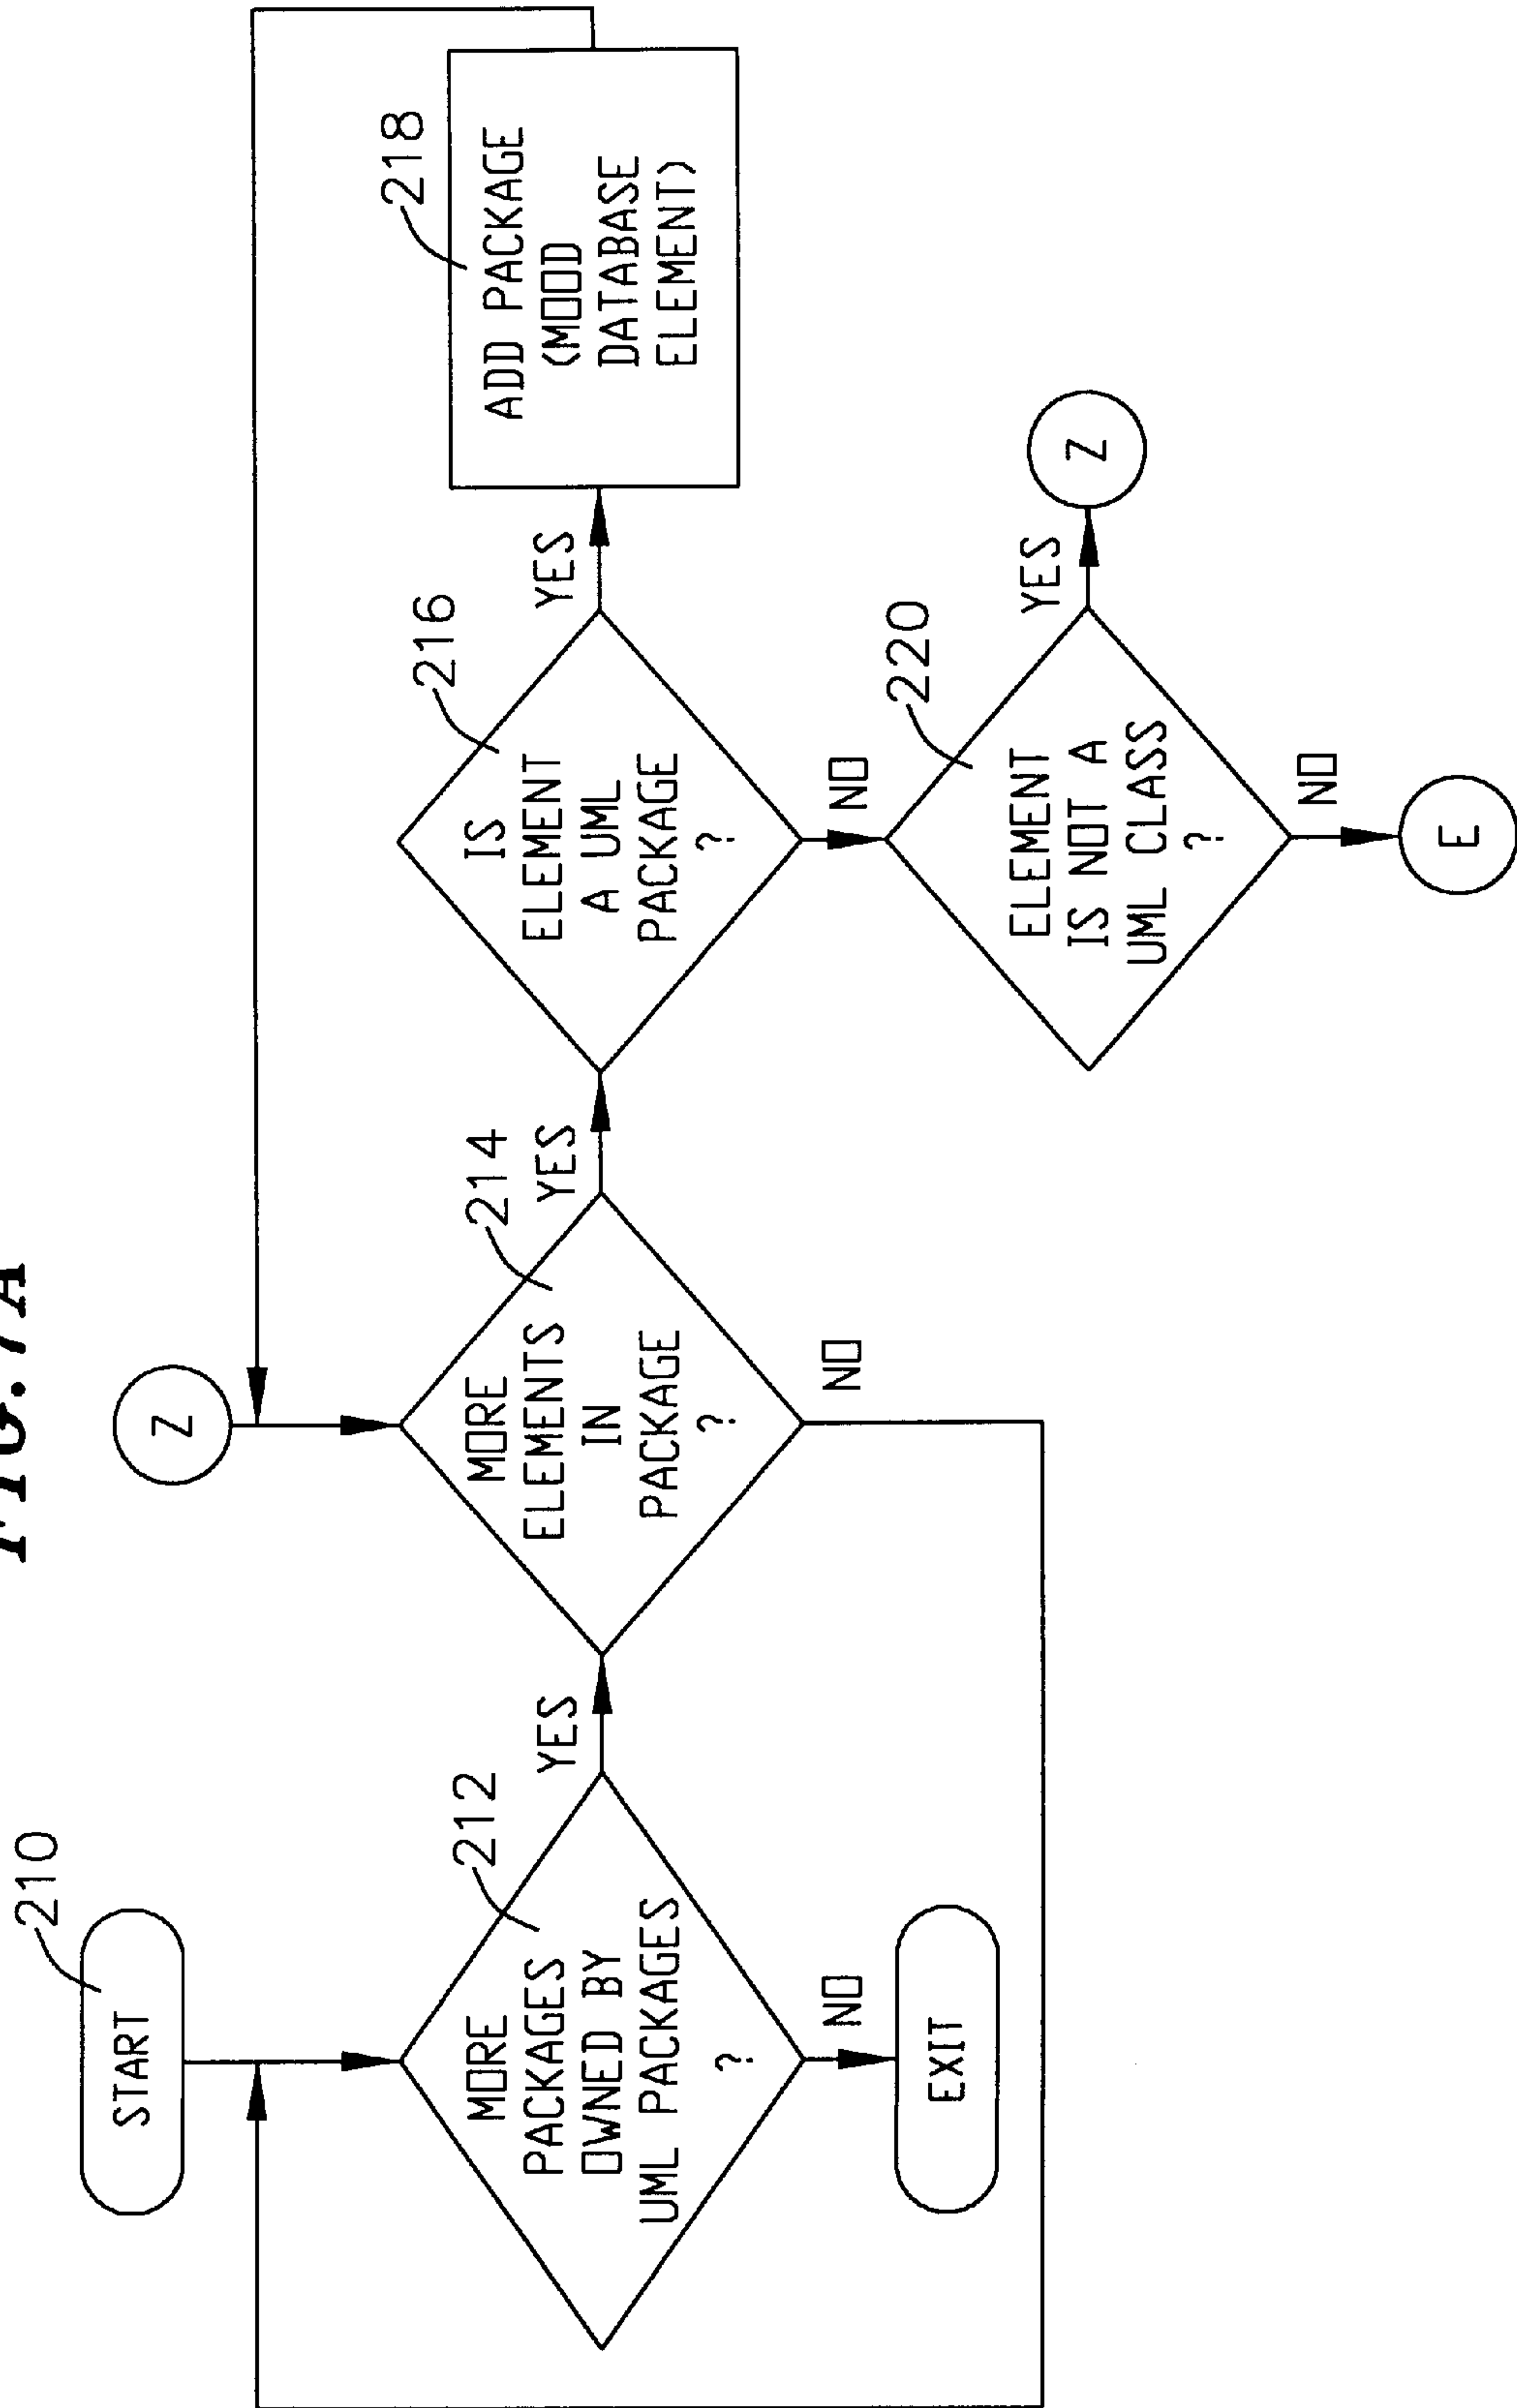 FIG. 7A
210
START
212
MORE
PACKAGES
OWNED BY
UML PACKAGES
?
YES
NO
EXIT
Z
214
MORE
ELEMENTS
IN
PACKAGE
?
YES
NO
216
IS
ELEMENT
A UML
PACKAGE
?
YES
NO
218
ADD PACKAGE
(MOOD
DATABASE
ELEMENT)
220
ELEMENT
IS NOT A
UML CLASS
?
YES
Z
NO
E